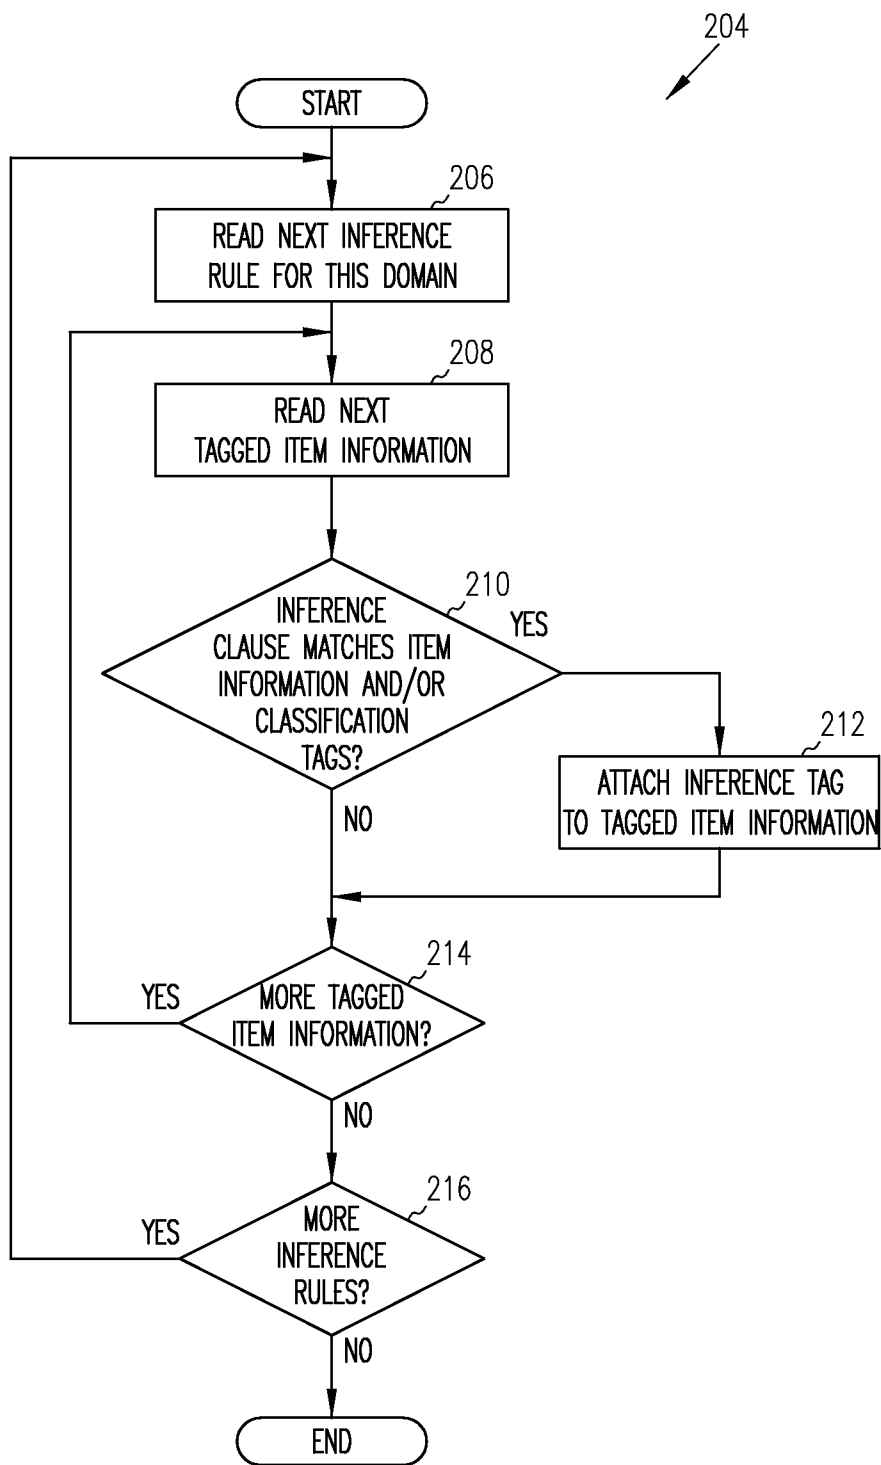 204
START
206
READ NEXT INFERENCE
RULE FOR THIS DOMAIN
208
READ NEXT
TAGGED ITEM INFORMATION
210
INFERENCE
CLAUSE MATCHES ITEM
INFORMATION AND/OR
CLASSIFICATION
TAGS?
YES
212
ATTACH INFERENCE TAG
TO TAGGED ITEM INFORMATION
NO
214
YES
MORE TAGGED
ITEM INFORMATION?
NO
216
YES
MORE
INFERENCE
RULES?
NO
END